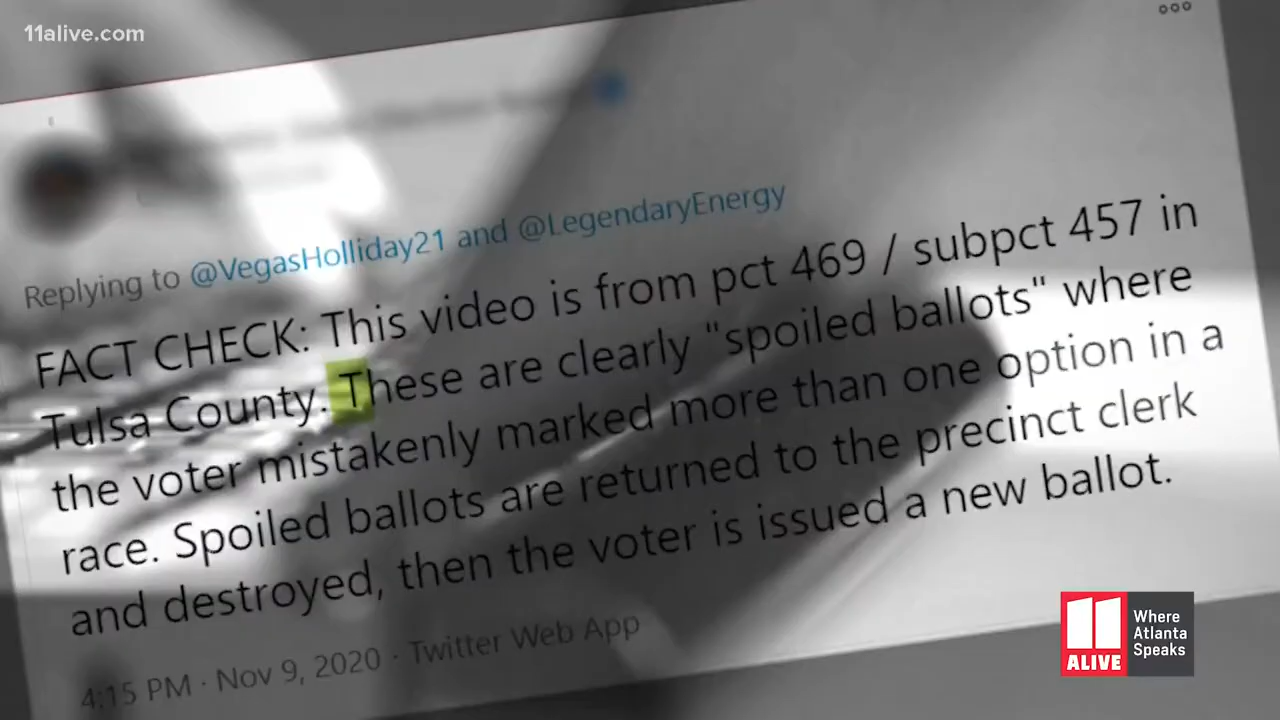 11alive.com
Replying to @VegasHolliday21 and @LegendaryEnergy
FACT CHECK: This video is from pct 469 / subpct 457 in
Tulsa County. These are clearly "spoiled ballots" where
the voter mistakenly marked more than one option in a
race. Spoiled ballots are returned to the precinct clerk
and destroyed, then the voter is issued a new ballot.
4:15 PM · Nov 9, 2020 · Twitter Web App
11
ALIVE
Where
Atlanta
Speaks